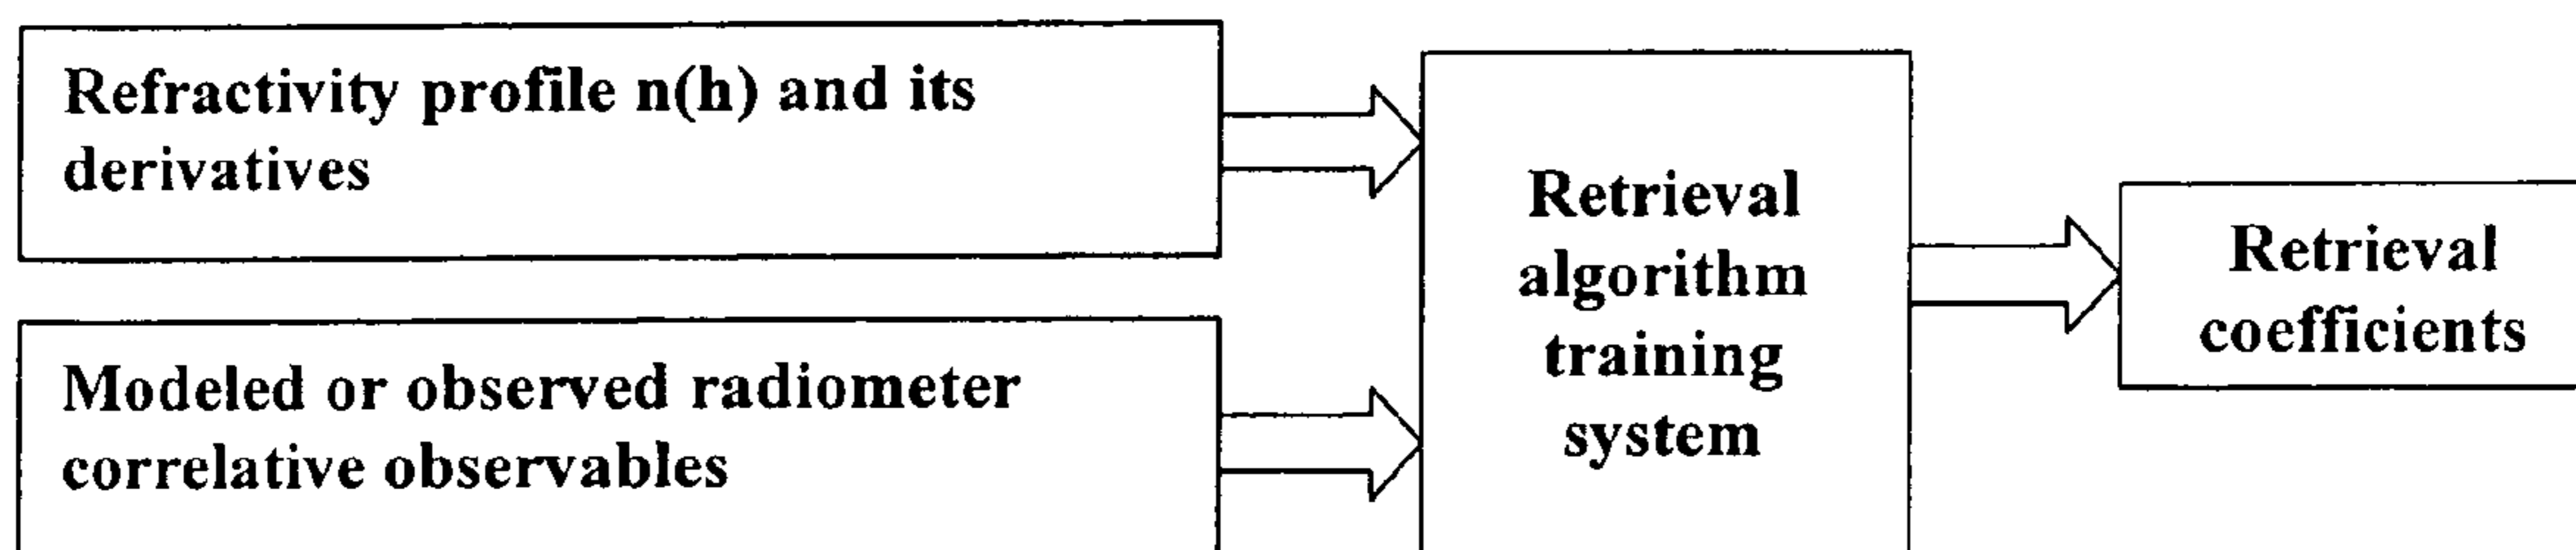 Refractivity profile n(h) and its
derivatives
Modeled or observed radiometer
correlative observables
Retrieval
algorithm
training
system
Retrieval
coefficients